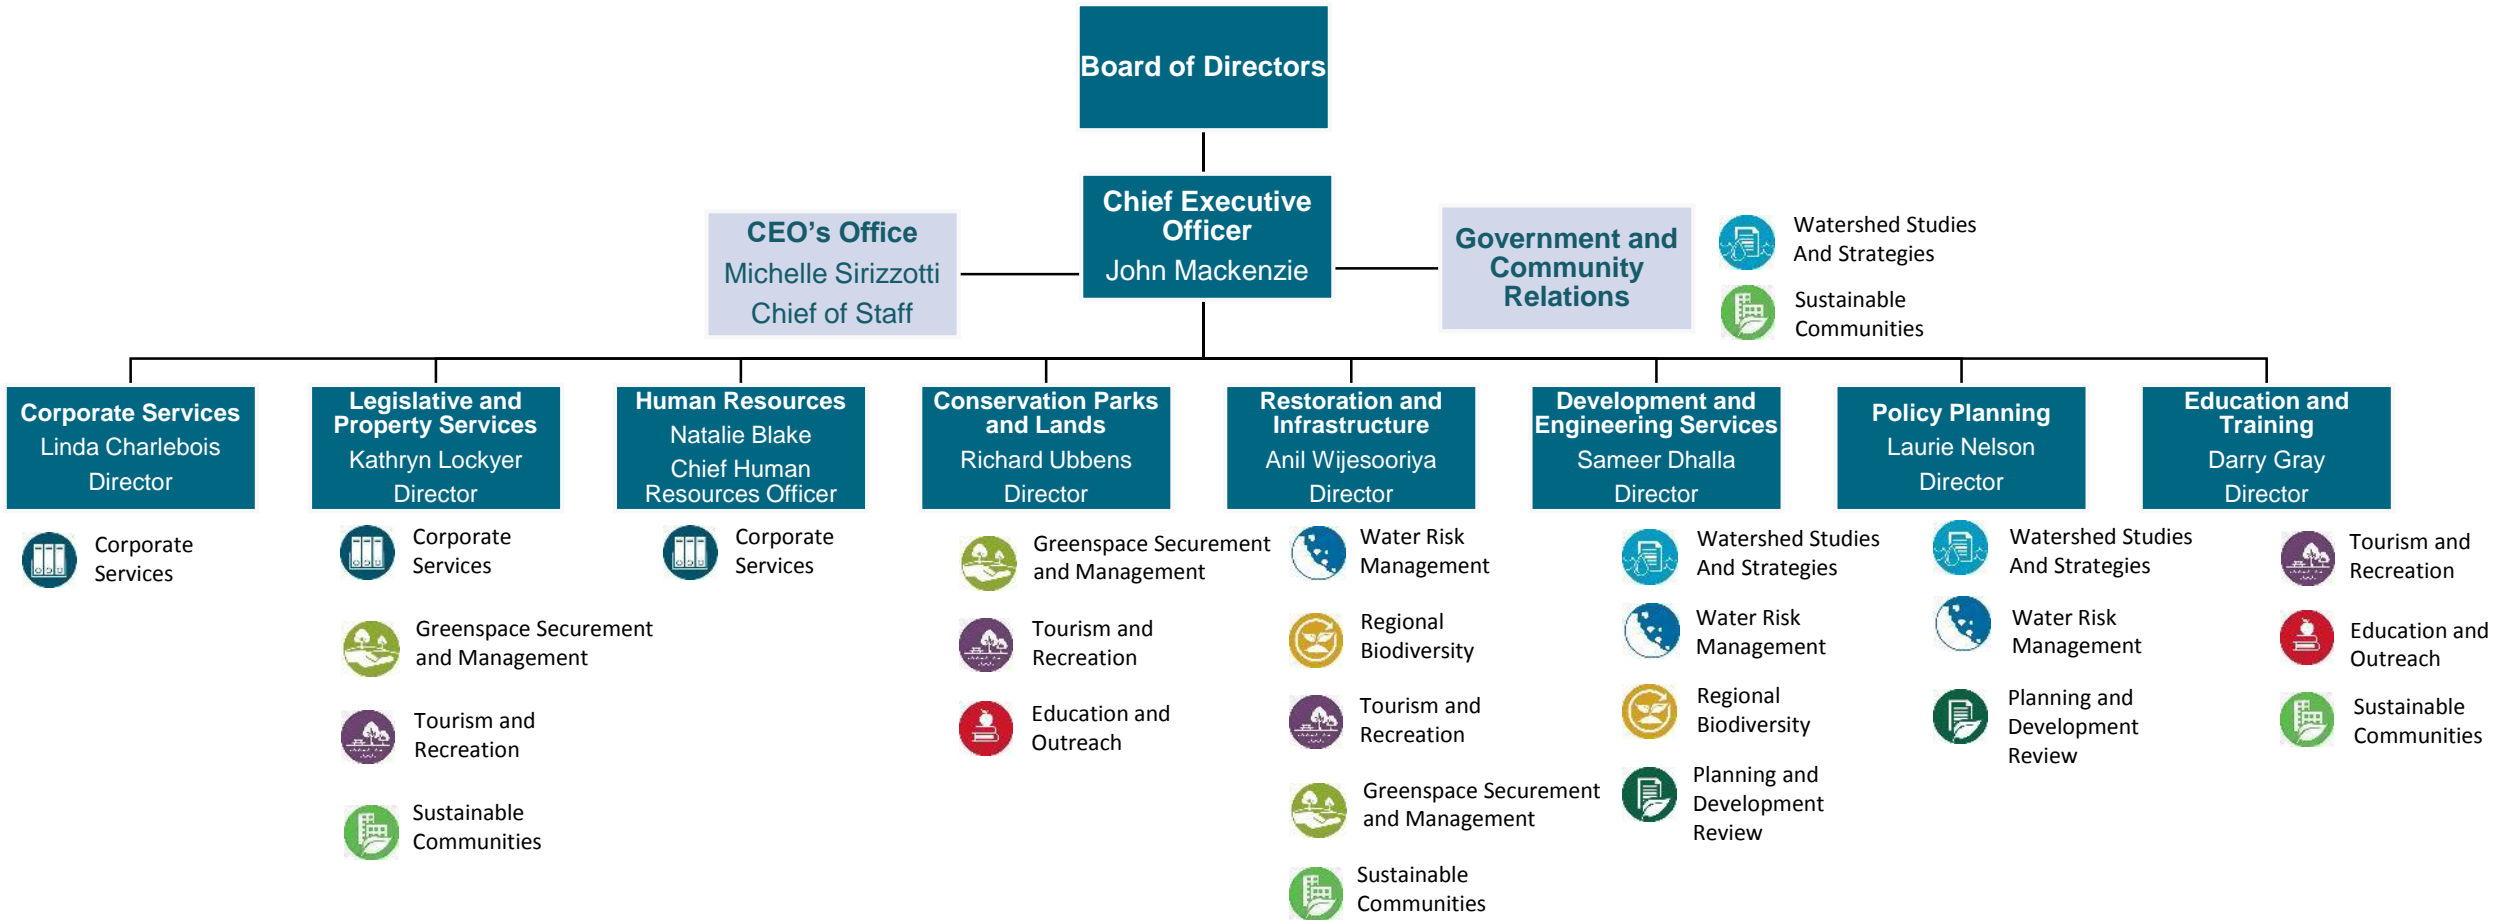 Board of Directors
Chief Executive
Officer
John Mackenzie
CEO’s Office
Michelle Sirizzotti
Chief of Staff
Government and
Community
Relations
Watershed Studies
And Strategies
Sustainable
Communities
Corporate Services
Linda Charlebois
Director
Corporate
Services
Legislative and
Property Services
Kathryn Lockyer
Director
Corporate
Services
Greenspace Securement
and Management
Tourism and
Recreation
Sustainable
Communities
Human Resources
Natalie Blake
Chief Human
Resources Officer
Corporate
Services
Conservation Parks
and Lands
Richard Ubbens
Director
Greenspace Securement
and Management
Tourism and
Recreation
Education and
Outreach
Restoration and
Infrastructure
Anil Wijesooriya
Director
Water Risk
Management
Regional
Biodiversity
Tourism and
Recreation
Greenspace Securement
and Management
Sustainable
Communities
Development and
Engineering Services
Sameer Dhalla
Director
Watershed Studies
And Strategies
Water Risk
Management
Regional
Biodiversity
Planning and
Development
Review
Policy Planning
Laurie Nelson
Director
Watershed Studies
And Strategies
Water Risk
Management
Planning and
Development
Review
Education and
Training
Darry Gray
Director
Tourism and
Recreation
Education and
Outreach
Sustainable
Communities